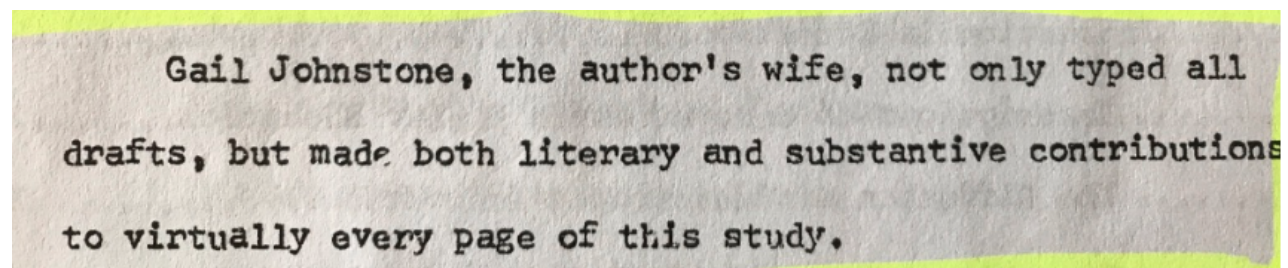 Gail Johnstone, the author's wife, not only typed all
drafts, but made both literary and substantive contributions
to virtually every page of this study.